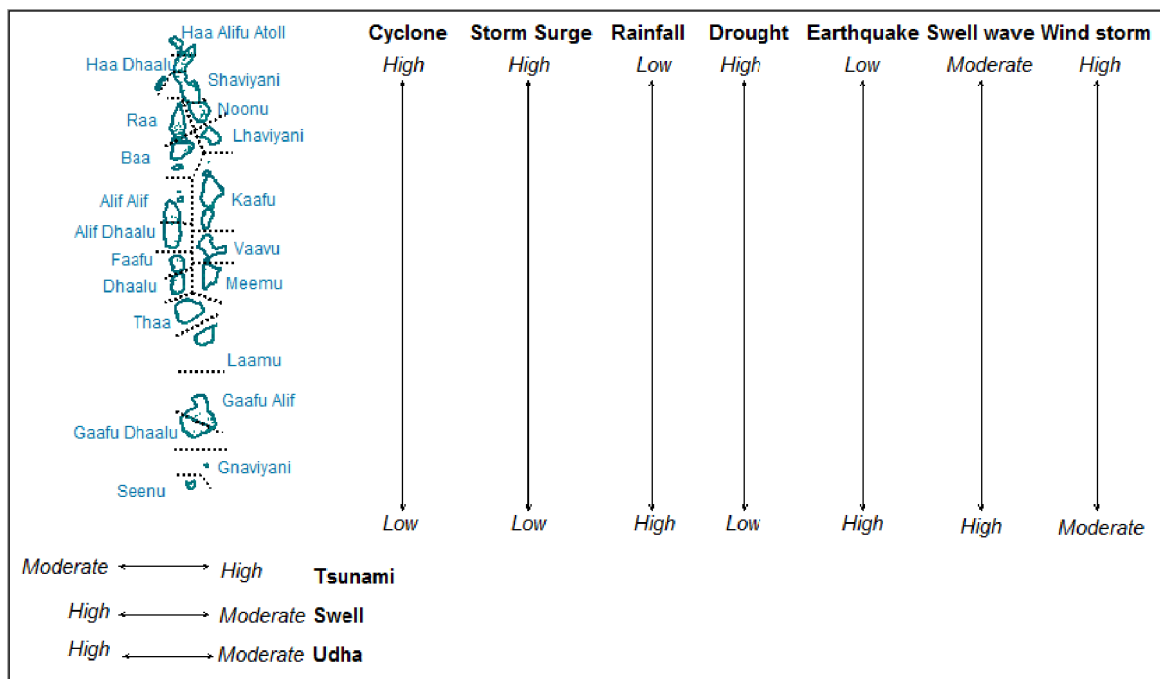 Haa Alifu Atoll
Haa Dhaalu
Shaviyani
Noonu
Raa
Lhaviyani
Baa
Alif Alif
Kaafu
Alif Dhaalu
Vaavu
Faafu
Dhaalu
Meemu
Thaa
Laamu
Gaafu Alif
Gaafu Dhaalu
Gnaviyani
Seenu
Cyclone Storm Surge Rainfall Drought Earthquake Swell wave Wind storm
High High Low High Low Moderate High
Low Low High Low High High Moderate
Moderate High Tsunami
High Moderate Swell
High Moderate Udha